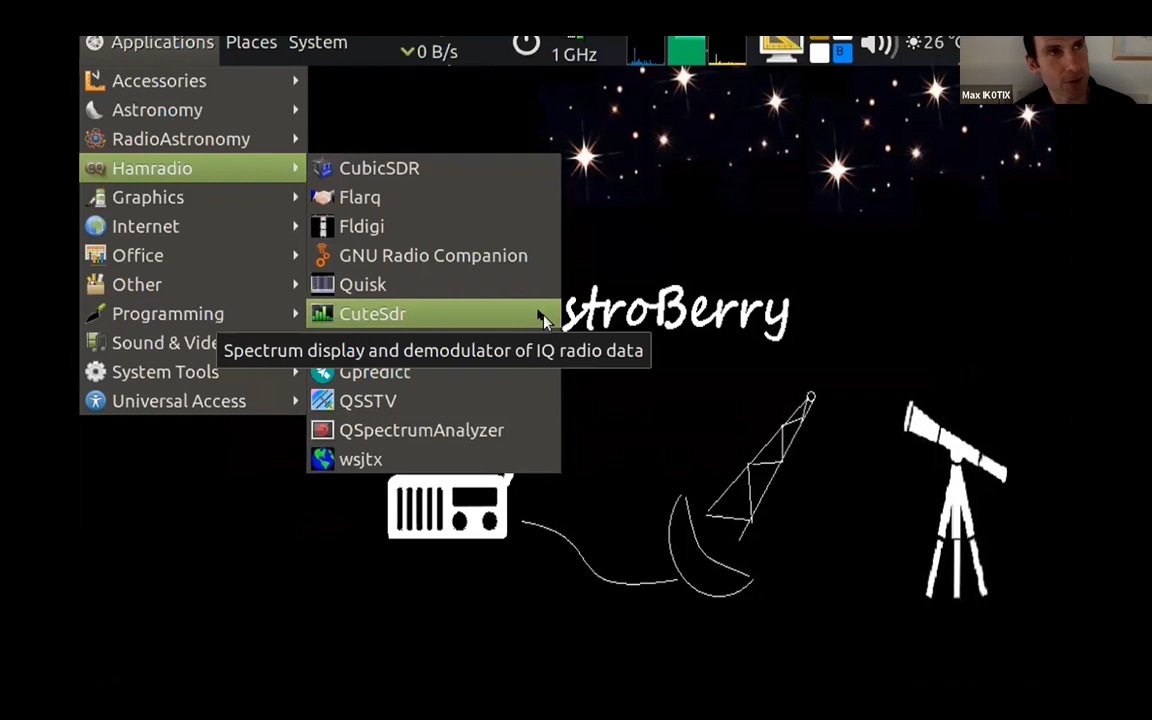 Applications Places System
0 B/s
1 GHz
B
26 °C
Max IK0TIX
Accessories
Astronomy
RadioAstronomy
Hamradio
Graphics
Internet
Office
Other
Programming
Sound & Vide
System Tools
Universal Access
CubicSDR
Flarq
Fldigi
GNU Radio Companion
Quisk
CuteSdr
Spectrum display and demodulator of IQ radio data
Gpredict
QSSTV
QSpectrumAnalyzer
wsjtx
stroBerry